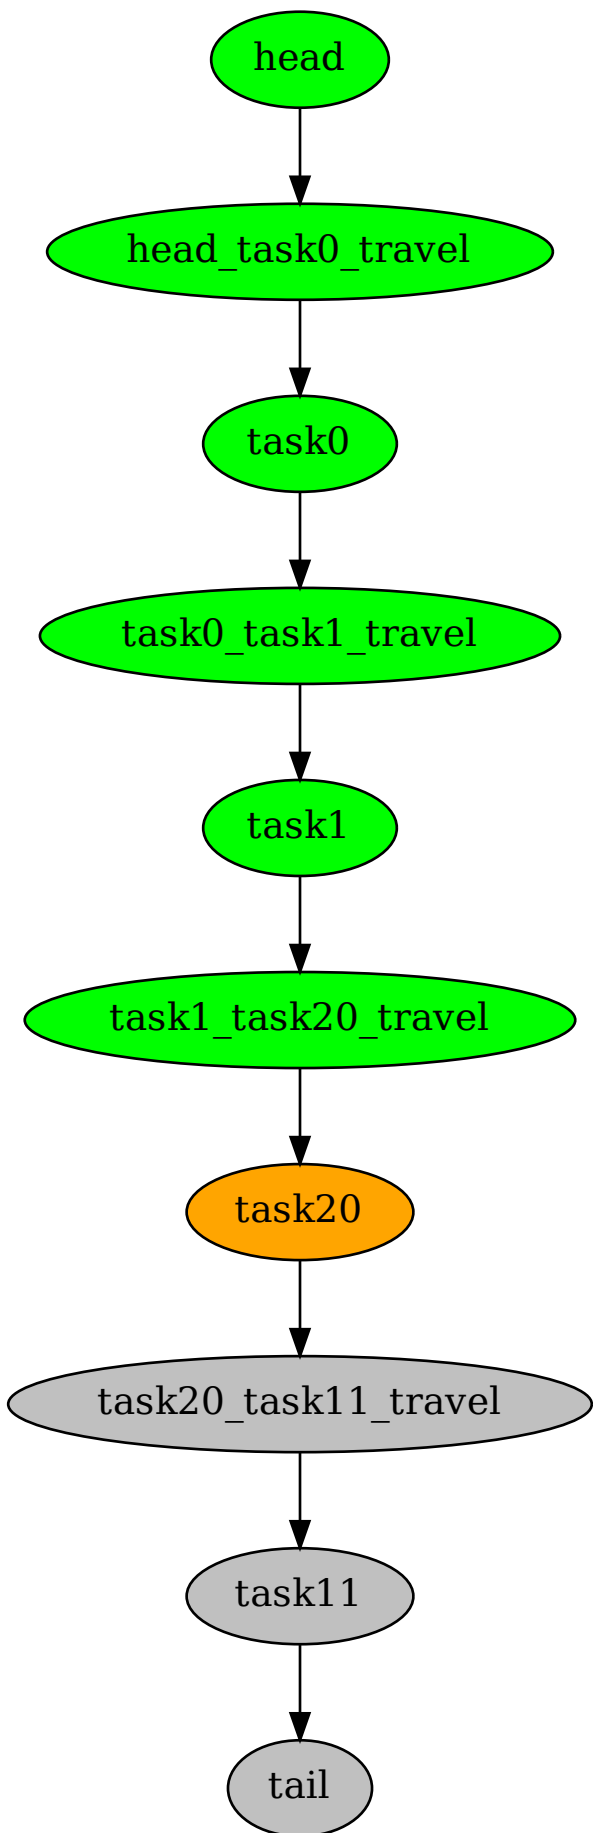 head
head_task0_travel
task0
task0_task1_travel
task1
task1_task20_travel
task20
task20_task11_travel
task11
tail